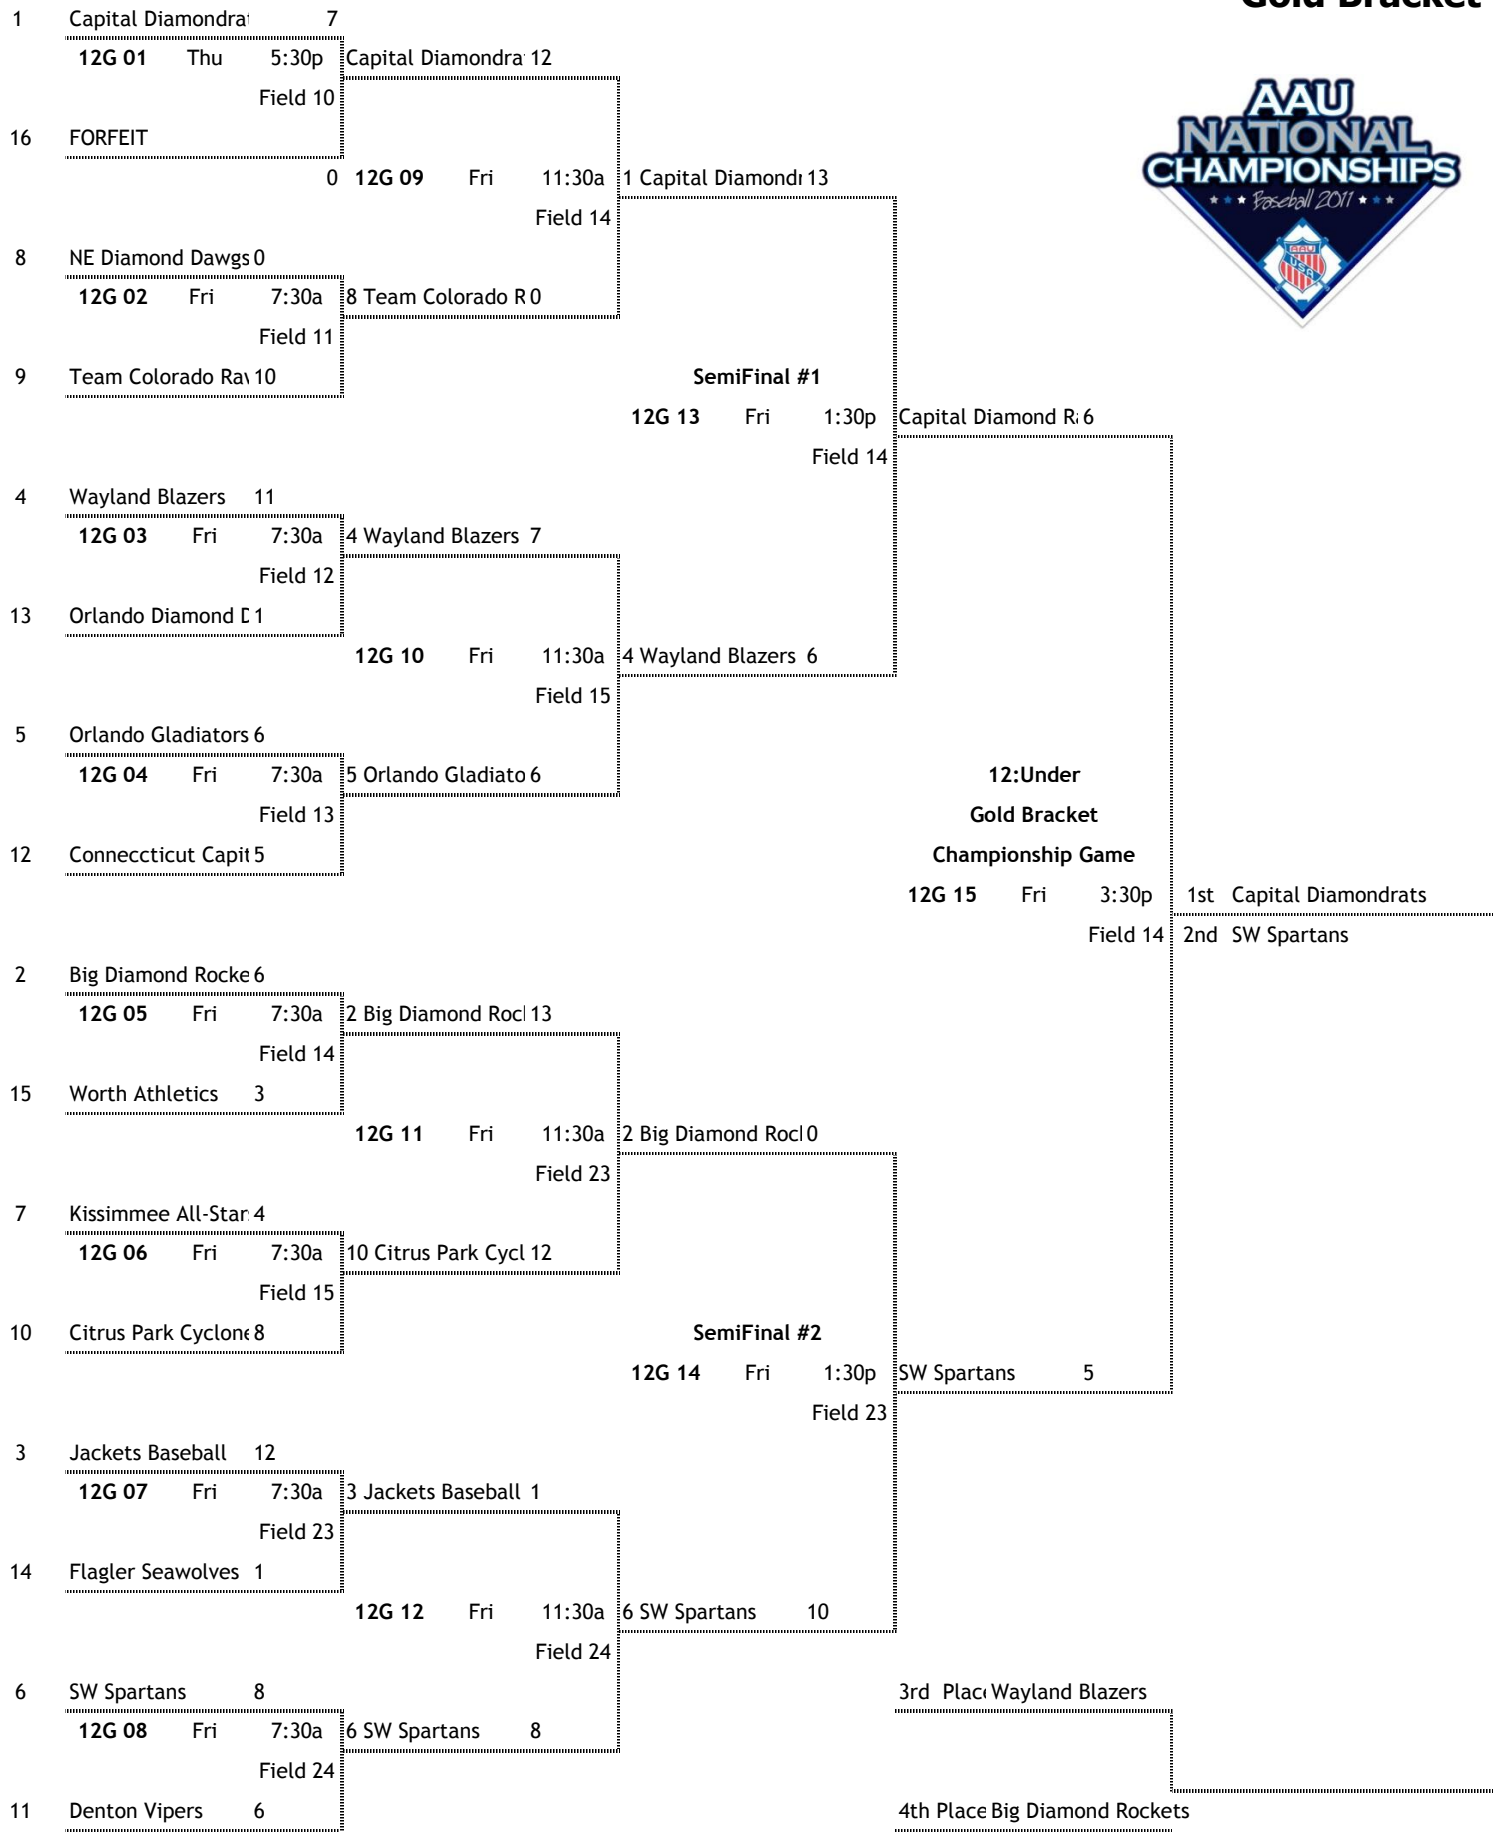 Gold Bracket
1 Capital Diamondrat 7
12G 01 Thu 5:30p Capital Diamondra 12
Field 10
16 FORFEIT
0 12G 09 Fri 11:30a 1 Capital Diamondr 13
Field 14
8 NE Diamond Dawgs 0
12G 02 Fri 7:30a 8 Team Colorado R 0
Field 11
9 Team Colorado Rav 10
SemiFinal #1
12G 13 Fri 1:30p Capital Diamond Ra 6
Field 14
4 Wayland Blazers 11
12G 03 Fri 7:30a 4 Wayland Blazers 7
Field 12
13 Orlando Diamond D 1
12G 10 Fri 11:30a 4 Wayland Blazers 6
Field 15
5 Orlando Gladiators 6
12G 04 Fri 7:30a 5 Orlando Gladiato 6
Field 13
12 Conneccticut Capit 5
12:Under
Gold Bracket
Championship Game
12G 15 Fri 3:30p 1st Capital Diamondrats
Field 14 2nd SW Spartans
2 Big Diamond Rocke 6
12G 05 Fri 7:30a 2 Big Diamond Rocl 13
Field 14
15 Worth Athletics 3
12G 11 Fri 11:30a 2 Big Diamond Rocl 0
Field 23
7 Kissimmee All-Star 4
12G 06 Fri 7:30a 10 Citrus Park Cycl 12
Field 15
10 Citrus Park Cyclone 8
SemiFinal #2
12G 14 Fri 1:30p SW Spartans 5
Field 23
3 Jackets Baseball 12
12G 07 Fri 7:30a 3 Jackets Baseball 1
Field 23
14 Flagler Seawolves 1
12G 12 Fri 11:30a 6 SW Spartans 10
Field 24
6 SW Spartans 8
3rd Place Wayland Blazers
12G 08 Fri 7:30a 6 SW Spartans 8
Field 24
11 Denton Vipers 6
4th Place Big Diamond Rockets
AAU
NATIONAL
CHAMPIONSHIPS
Baseball 2011
AAU
USA